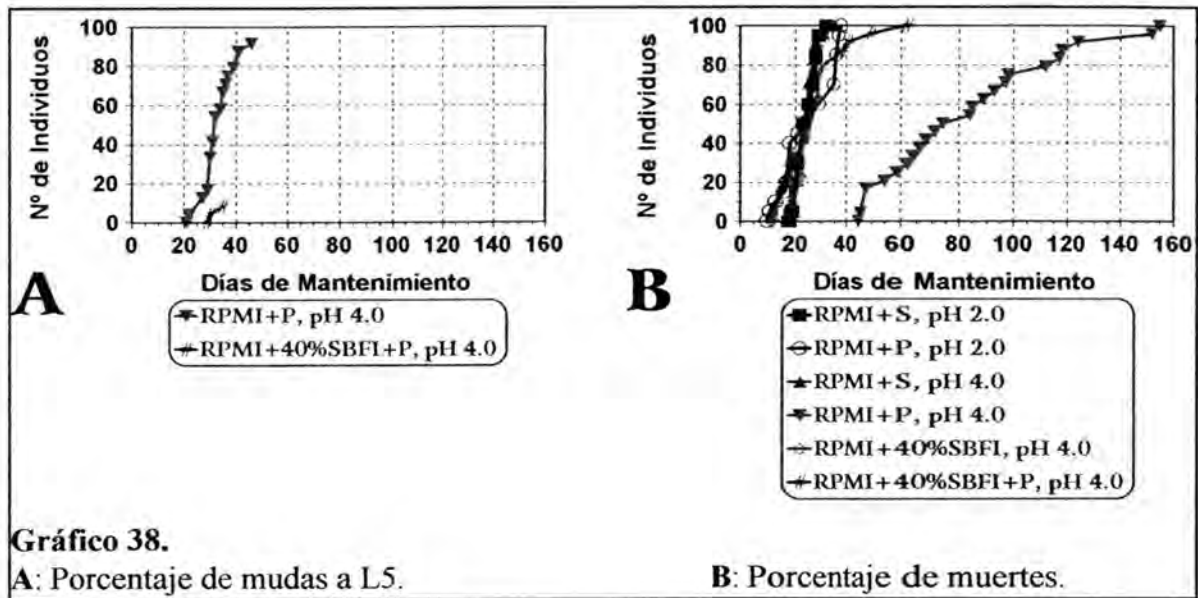 100
80
60
40
20
0
Nº de Individuos
0 20 40 60 80 100 120 140 160
Días de Mantenimiento
A
RPMI+P, pH 4.0
RPMI+40%SBFI+P, pH 4.0
100
80
60
40
20
0
Nº de Individuos
0 20 40 60 80 100 120 140 160
Días de Mantenimiento
B
RPMI+S, pH 2.0
RPMI+P, pH 2.0
RPMI+S, pH 4.0
RPMI+P, pH 4.0
RPMI+40%SBFI, pH 4.0
RPMI+40%SBFI+P, pH 4.0
Gráfico 38.
A: Porcentaje de mudas a L5.
B: Porcentaje de muertes.